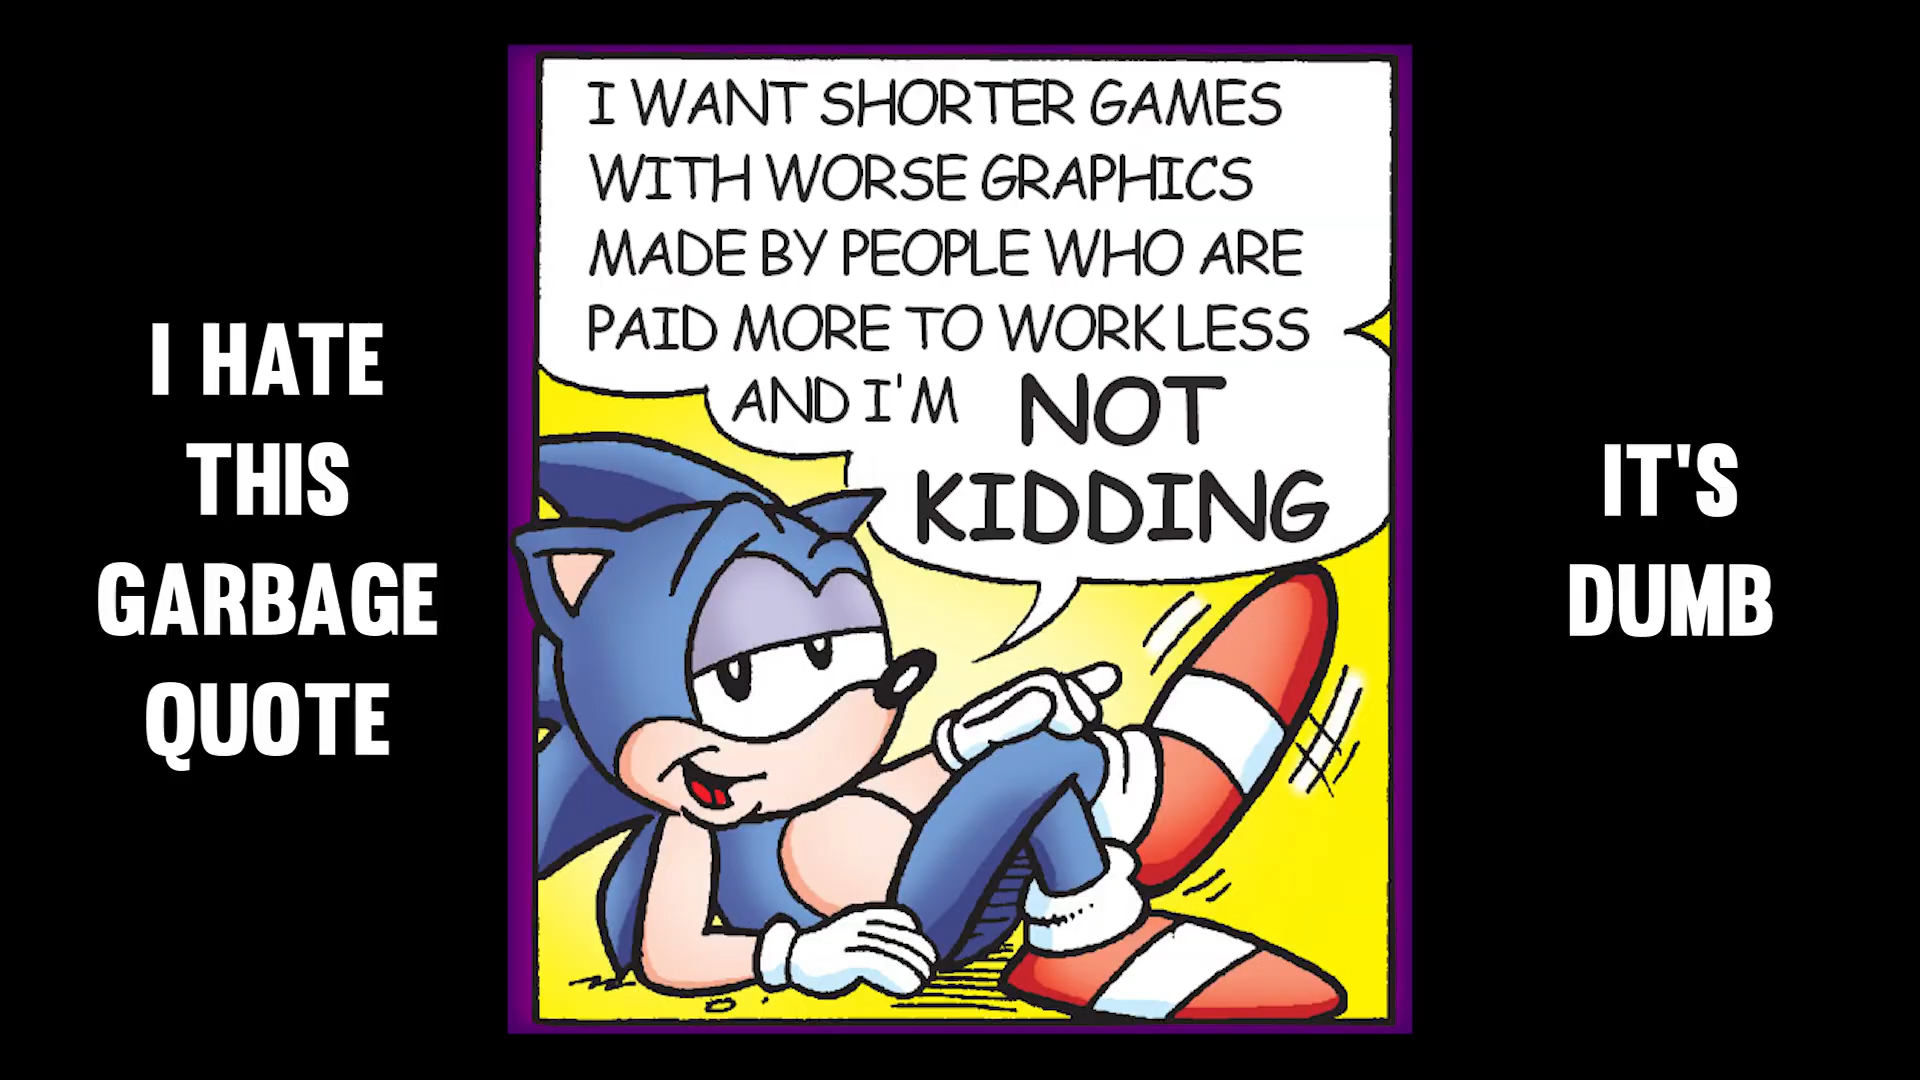 I HATE
THIS
GARBAGE
QUOTE
I WANT SHORTER GAMES
WITH WORSE GRAPHICS
MADE BY PEOPLE WHO ARE
PAID MORE TO WORK LESS
AND I'M NOT
KIDDING
IT'S
DUMB